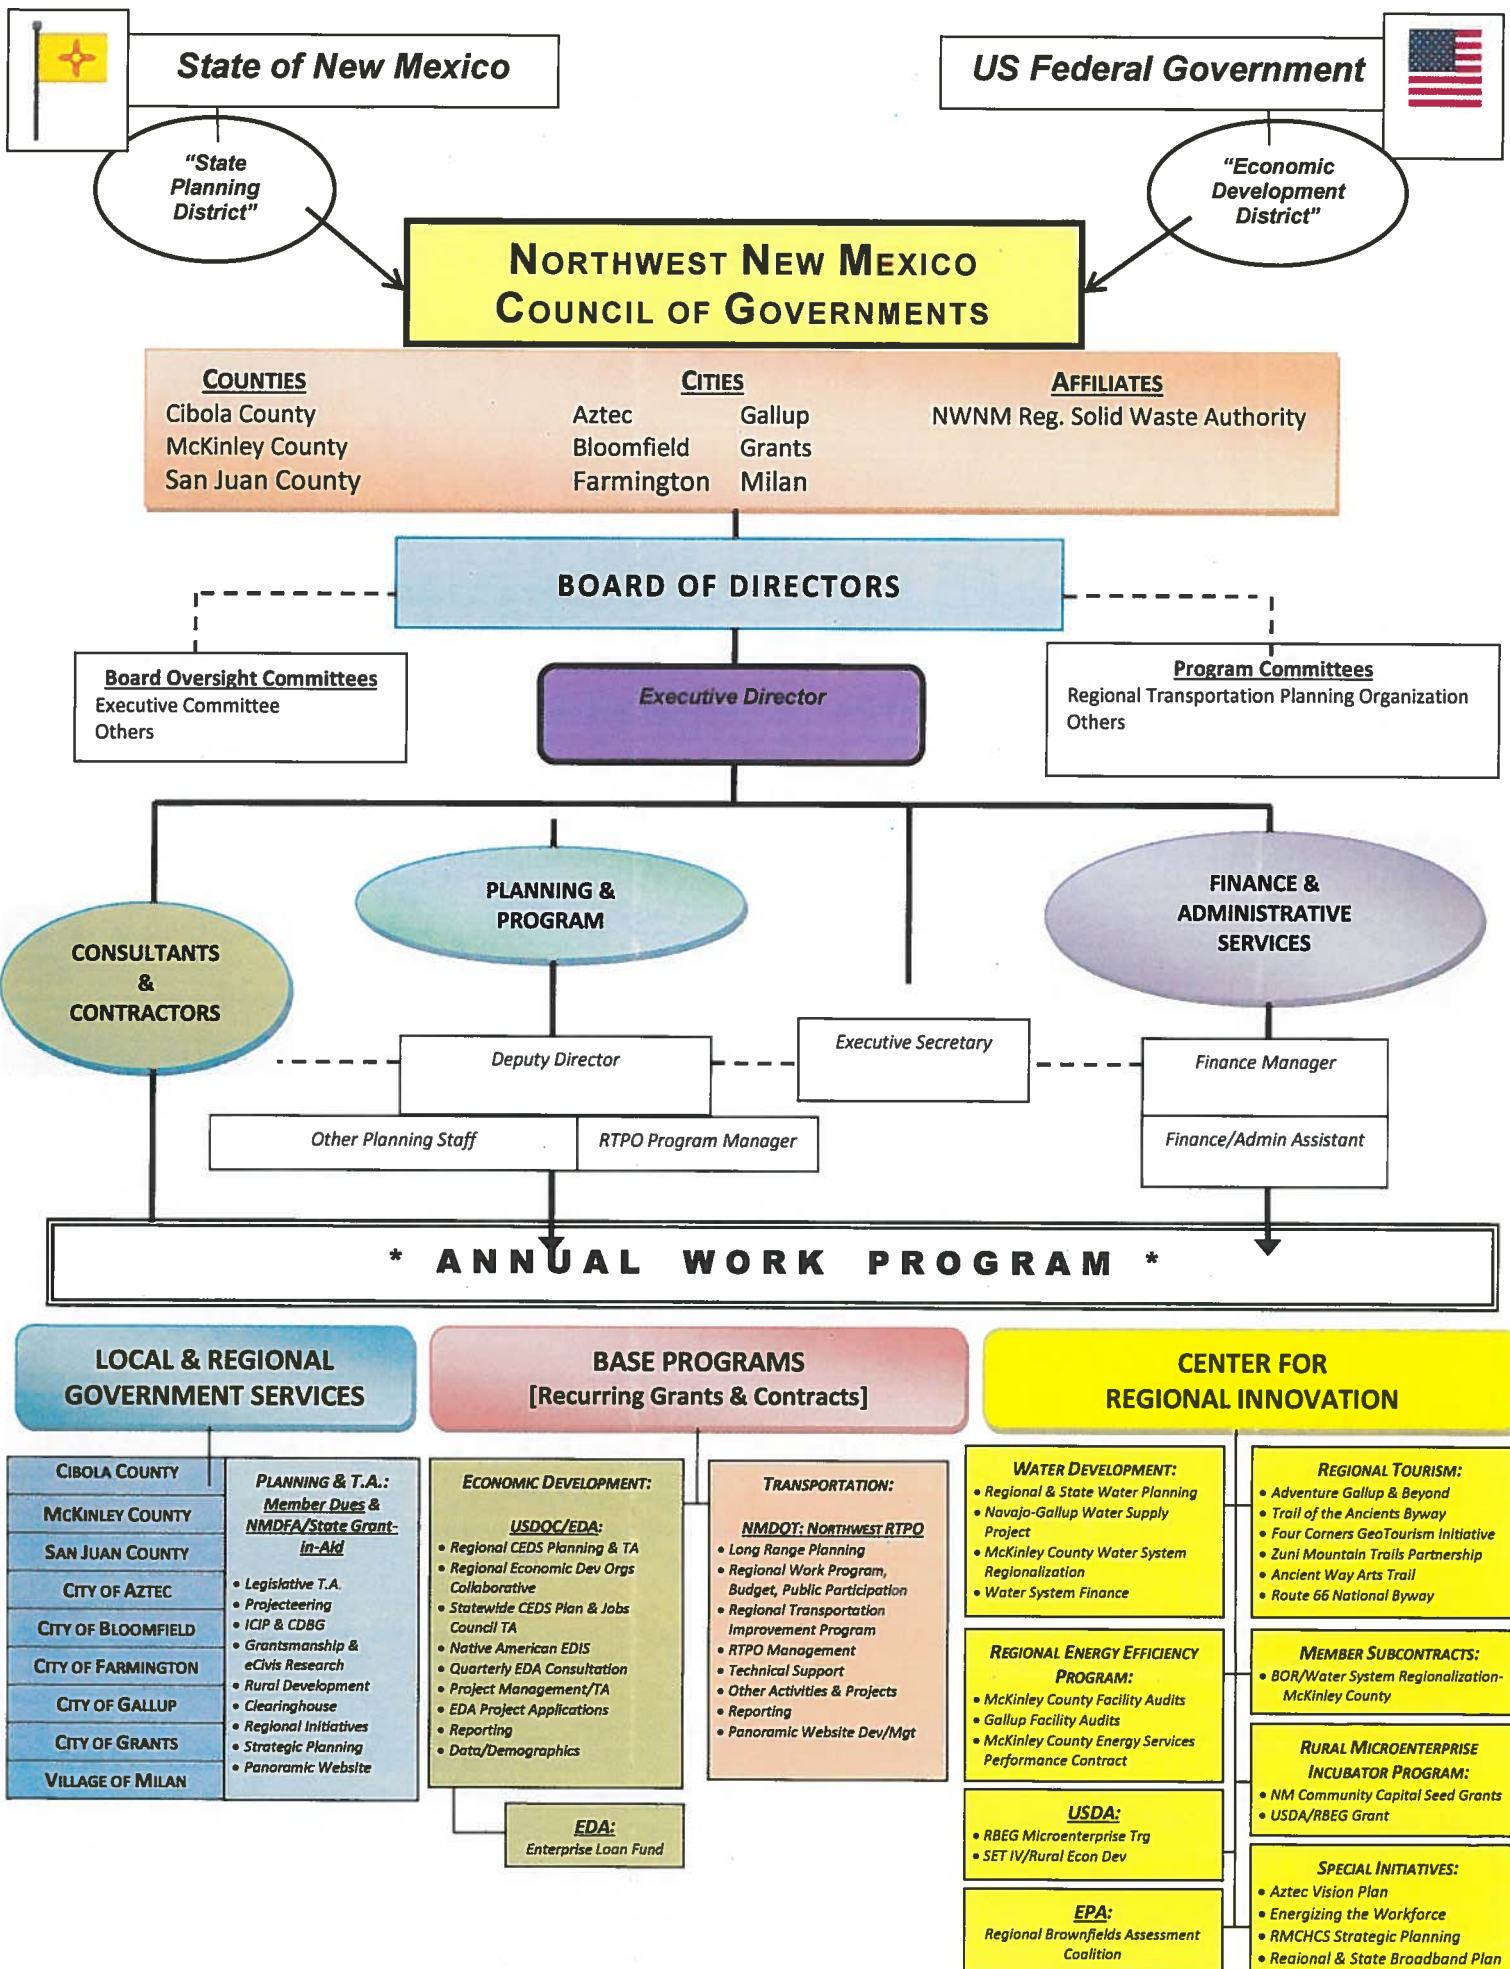 State of New Mexico
US Federal Government
"State
Planning
District"
"Economic
Development
District"
NORTHWEST NEW MEXICO
COUNCIL OF GOVERNMENTS
COUNTIES
Cibola County
McKinley County
San Juan County
CITIES
Aztec Gallup
Bloomfield Grants
Farmington Milan
AFFILIATES
NWNM Reg. Solid Waste Authority
BOARD OF DIRECTORS
Board Oversight Committees
Executive Committee
Others
Executive Director
Program Committees
Regional Transportation Planning Organization
Others
CONSULTANTS
&
CONTRACTORS
PLANNING &
PROGRAM
FINANCE &
ADMINISTRATIVE
SERVICES
Deputy Director
Executive Secretary
Finance Manager
Other Planning Staff
RTPO Program Manager
Finance/Admin Assistant
* ANNUAL WORK PROGRAM *
LOCAL & REGIONAL
GOVERNMENT SERVICES
CIBOLA COUNTY
MCKINLEY COUNTY
SAN JUAN COUNTY
CITY OF AZTEC
CITY OF BLOOMFIELD
CITY OF FARMINGTON
CITY OF GALLUP
CITY OF GRANTS
VILLAGE OF MILAN
PLANNING & T.A.:
Member Dues &
NMDFA/State Grant-
in-Aid
• Legislative T.A.
• Projecteering
• ICIP & CDBG
• Grantsmanship &
eCivis Research
• Rural Development
• Clearinghouse
• Regional Initiatives
• Strategic Planning
• Panoramic Website
BASE PROGRAMS
[Recurring Grants & Contracts]
ECONOMIC DEVELOPMENT:
USDOC/EDA:
• Regional CEDS Planning & TA
• Regional Economic Dev Orgs
Collaborative
• Statewide CEDS Plan & Jobs
Council TA
• Native American EDIS
• Quarterly EDA Consultation
• Project Management/TA
• EDA Project Applications
• Reporting
• Data/Demographics
EDA:
Enterprise Loan Fund
TRANSPORTATION:
NMDOT: NORTHWEST RTPO
• Long Range Planning
• Regional Work Program,
Budget, Public Participation
• Regional Transportation
Improvement Program
• RTPO Management
• Technical Support
• Other Activities & Projects
• Reporting
• Panoramic Website Dev/Mgt
CENTER FOR
REGIONAL INNOVATION
WATER DEVELOPMENT:
• Regional & State Water Planning
• Navajo-Gallup Water Supply
Project
• McKinley County Water System
Regionalization
• Water System Finance
REGIONAL ENERGY EFFICIENCY
PROGRAM:
• McKinley County Facility Audits
• Gallup Facility Audits
• McKinley County Energy Services
Performance Contract
USDA:
• RBEG Microenterprise Trg
• SET IV/Rural Econ Dev
EPA:
Regional Brownfields Assessment
Coalition
REGIONAL TOURISM:
• Adventure Gallup & Beyond
• Trail of the Ancients Byway
• Four Corners GeoTourism Initiative
• Zuni Mountain Trails Partnership
• Ancient Way Arts Trail
• Route 66 National Byway
MEMBER SUBCONTRACTS:
• BOR/Water System Regionalization-
McKinley County
RURAL MICROENTERPRISE
INCUBATOR PROGRAM:
• NM Community Capital Seed Grants
• USDA/RBEG Grant
SPECIAL INITIATIVES:
• Aztec Vision Plan
• Energizing the Workforce
• RMCHCS Strategic Planning
• Regional & State Broadband Plan